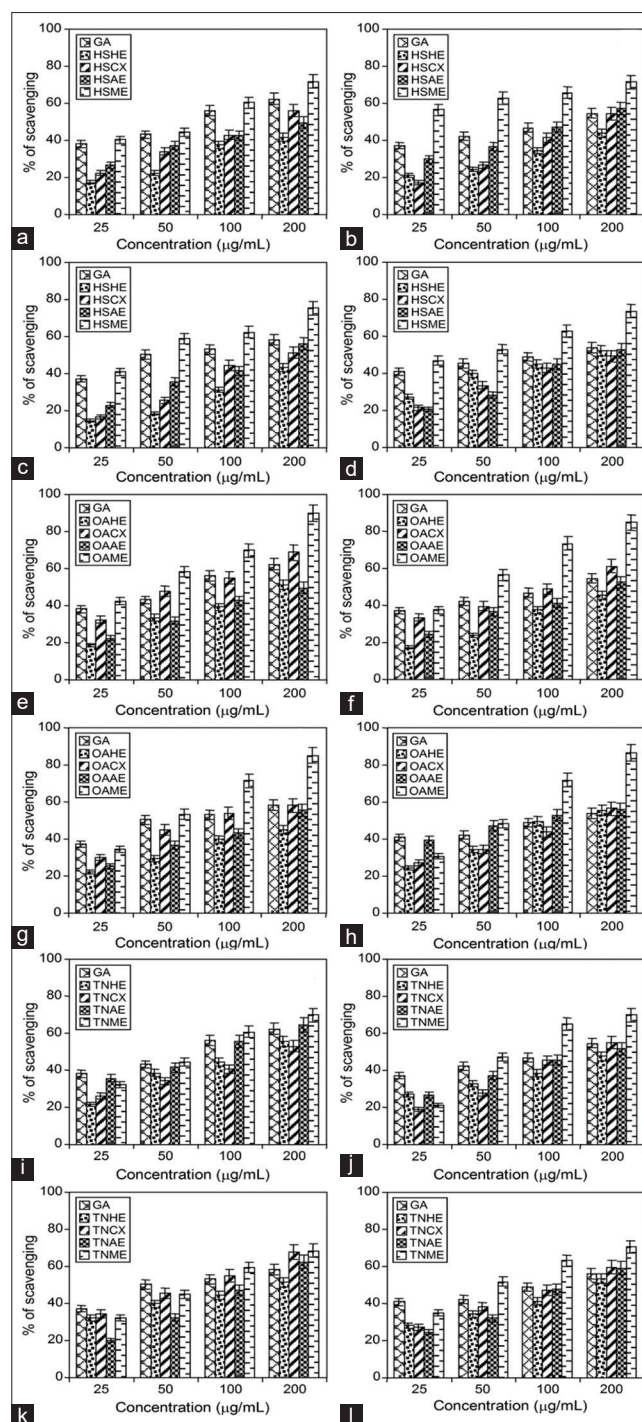 100
80
60
40
20
0
% of scavenging
GA
HSHE
HSCX
HSAE
HSME
25 50 100 200
Concentration (μg/mL)
a
100
80
60
40
20
0
% of scavenging
GA
HSHE
HSCX
HSAE
HSME
25 50 100 200
Concentration (μg/mL)
b
100
80
60
40
20
0
% of scavenging
GA
HSHE
HSCX
HSAE
HSME
25 50 100 200
Concentration (μg/mL)
c
100
80
60
40
20
0
% of scavenging
GA
HSHE
HSCX
HSAE
HSME
25 50 100 200
Concentration (μg/mL)
d
100
80
60
40
20
0
% of scavenging
GA
OAHE
OACX
OAAE
OAME
25 50 100 200
Concentration (μg/mL)
e
100
80
60
40
20
0
% of scavenging
GA
OAHE
OACX
OAAE
OAME
25 50 100 200
Concentration (μg/mL)
f
100
80
60
40
20
0
% of scavenging
GA
OAHE
OACX
OAAE
OAME
25 50 100 200
Concentration (μg/mL)
g
100
80
60
40
20
0
% of scavenging
GA
OAHE
OACX
OAAE
OAME
25 50 100 200
Concentration (μg/mL)
h
100
80
60
40
20
0
% of scavenging
GA
TNHE
TNCX
TNAE
TNME
25 50 100 200
Concentration (μg/mL)
i
100
80
60
40
20
0
% of scavenging
GA
TNHE
TNCX
TNAE
TNME
25 50 100 200
Concentration (μg/mL)
j
100
80
60
40
20
0
% of scavenging
GA
TNHE
TNCX
TNAE
TNME
25 50 100 200
Concentration (μg/mL)
k
100
80
60
40
20
0
% of scavenging
GA
TNHE
TNCX
TNAE
TNME
25 50 100 200
Concentration (μg/mL)
l